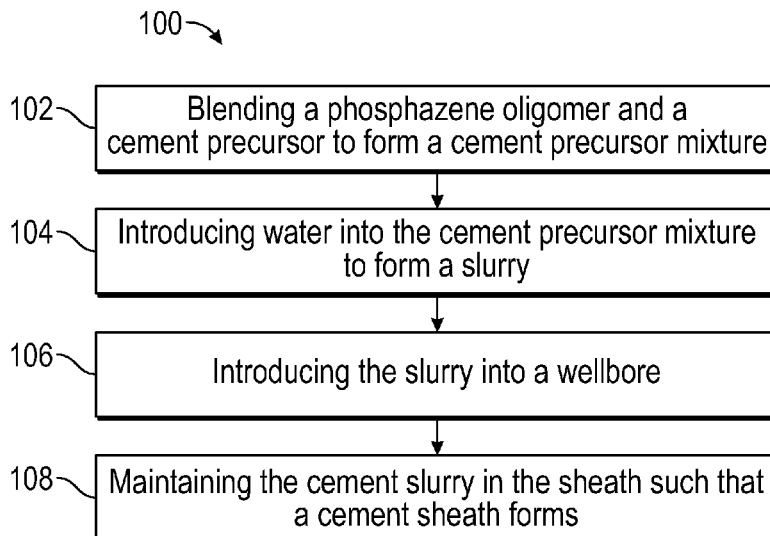 100
102
Blending a phosphazene oligomer and a
cement precursor to form a cement precursor mixture
104
Introducing water into the cement precursor mixture
to form a slurry
106
Introducing the slurry into a wellbore
108
Maintaining the cement slurry in the sheath such that
a cement sheath forms